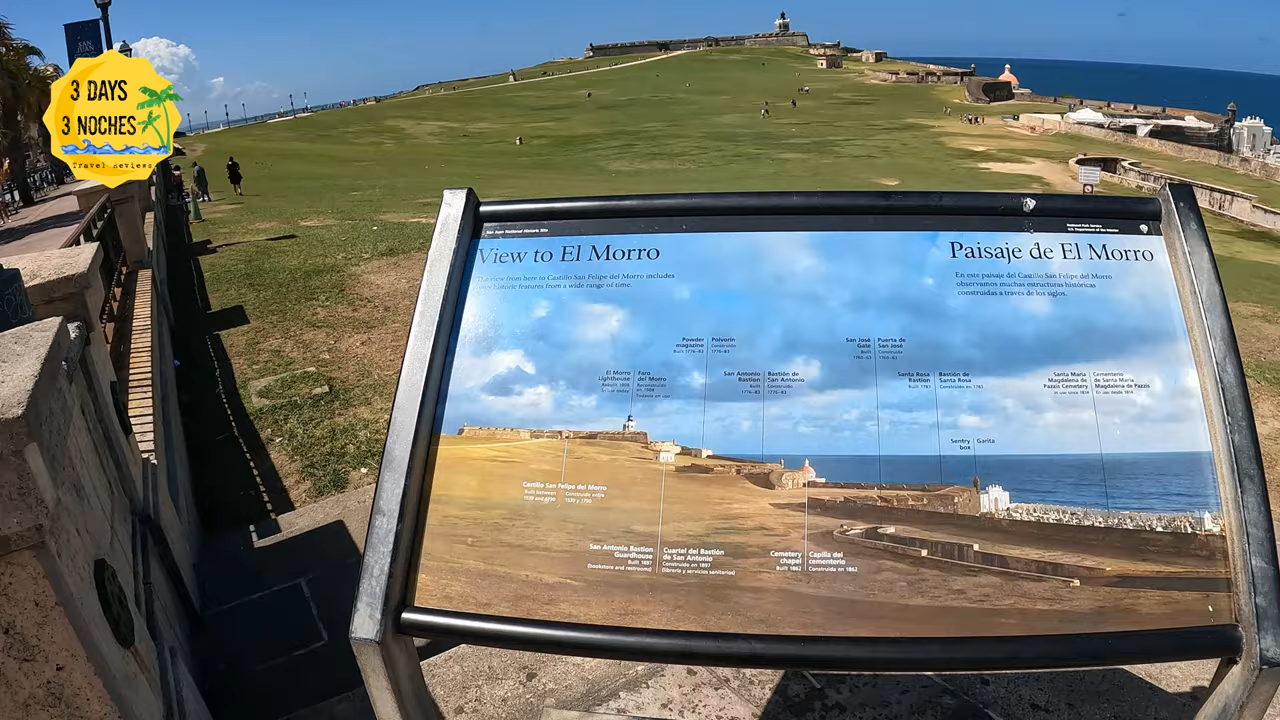 SAN JUAN
3 DAYS
3 NOCHES
Travel Reviews
San Juan National Historic Site
National Park Service
U.S. Department of the Interior
View to El Morro
The view from here to Castillo San Felipe del Morro includes
historic features from a wide range of time.
Paisaje de El Morro
En este paisaje del Castillo San Felipe del Morro
observamos muchas estructuras históricas
construidas a través de los siglos.
Powder
magazine
Built 1776-83
Polvorín
Construido
1776-83
San José
Gate
Built
Puerta de
San José
Construida
El Morro
Lighthouse
Rebuilt 1908
In use today
Faro
del Morro
Reconstruido
en 1908
Todavía en uso
San Antonio
Bastion
Built
1776-83
Bastión de
San Antonio
Construido
1776-83
Santa Rosa
Bastion
Built 1783
Bastión de
Santa Rosa
Construido en 1783
Santa María
Magdalena de
Pazzis Cemetery
In use since 1814
Cementerio
de Santa María
Magdalena de Pazzis
En uso desde 1814
Sentry
box
Garita
Castillo San Felipe del Morro
Built between
1539 and 1790
Construido entre
1539 y 1790
San Antonio Bastion
Guardhouse
Built 1897
(bookstore and restrooms)
Cuartel del Bastión
de San Antonio
Construido en 1897
(librería y servicios sanitarios)
Cemetery
chapel
Built 1862
Capilla del
cementerio
Construida en 1862